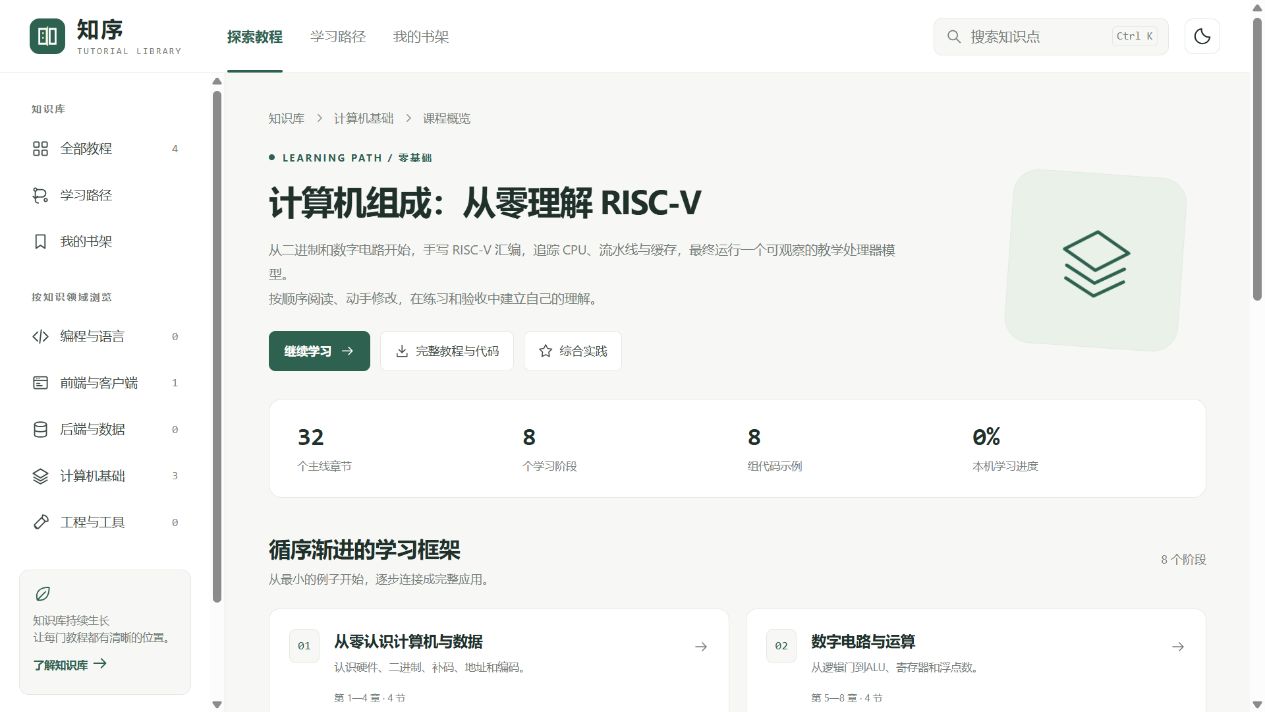 知序
TUTORIAL LIBRARY
探索教程
学习路径
我的书架
搜索知识点
Ctrl K
知识库
全部教程
4
学习路径
我的书架
按知识领域浏览
编程与语言
0
前端与客户端
1
后端与数据
0
计算机基础
3
工程与工具
0
知识库持续生长
让每门教程都有清晰的位置。
了解知识库
知识库
计算机基础
课程概览
LEARNING PATH / 零基础
计算机组成：从零理解 RISC-V
从二进制和数字电路开始，手写 RISC-V 汇编，追踪 CPU、流水线与缓存，最终运行一个可观察的教学处理器模
型。
按顺序阅读、动手修改，在练习和验收中建立自己的理解。
继续学习
完整教程与代码
综合实践
32
个主线章节
8
个学习阶段
8
组代码示例
0%
本机学习进度
循序渐进的学习框架
从最小的例子开始，逐步连接成完整应用。
8 个阶段
01
从零认识计算机与数据
认识硬件、二进制、补码、地址和编码。
第 1—4 章 · 4 节
02
数字电路与运算
从逻辑门到ALU、寄存器和浮点数。
第 5—8 章 · 4 节